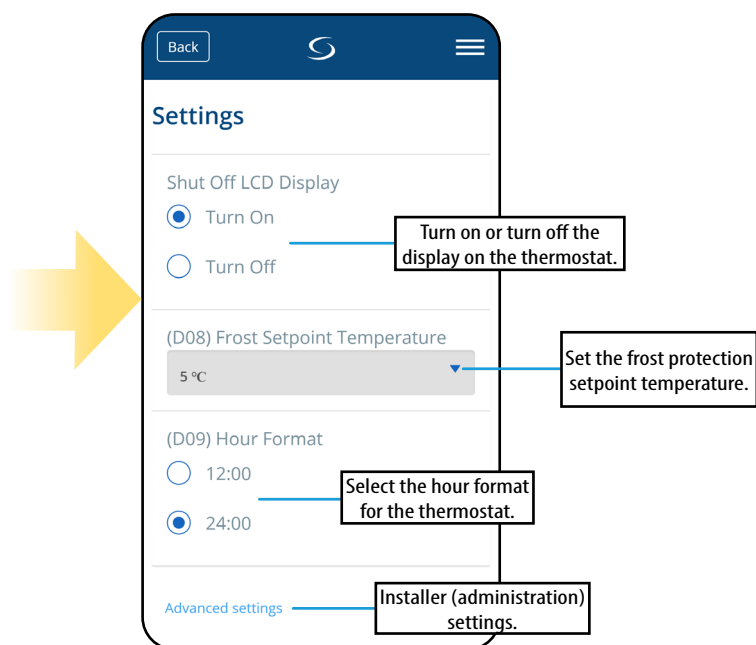 Back
Settings
Shut Off LCD Display
Turn On
Turn on or turn off the
display on the thermostat.
Turn Off
(D08) Frost Setpoint Temperature
5 °C
Set the frost protection
setpoint temperature.
(D09) Hour Format
12:00
Select the hour format
for the thermostat.
24:00
Advanced settings
Installer (administration)
settings.